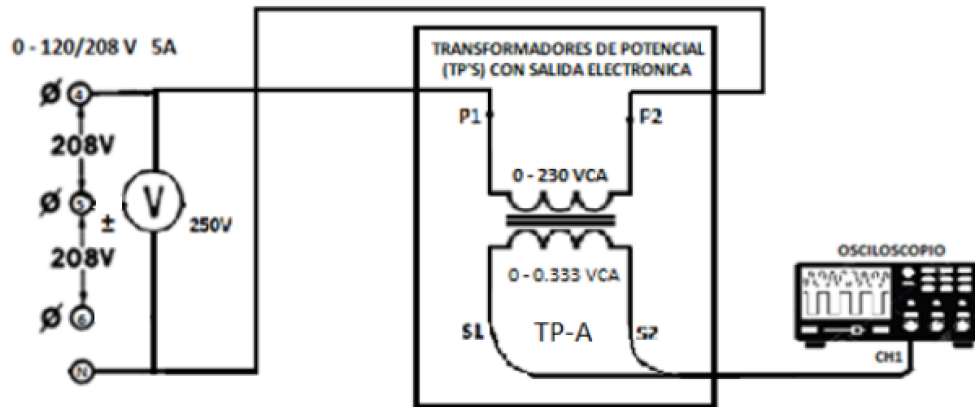 0 - 120/208 V 5A
TRANSFORMADORES DE POTENCIAL
(TP'S) CON SALIDA ELECTRONICA
Ø 4
P1
P2
208V
0 - 230 VCA
Ø 5
±
V
250V
208V
OSCILOSCOPIO
0 - 0.333 VCA
Ø 6
S1
TP-A
S2
CH1
N